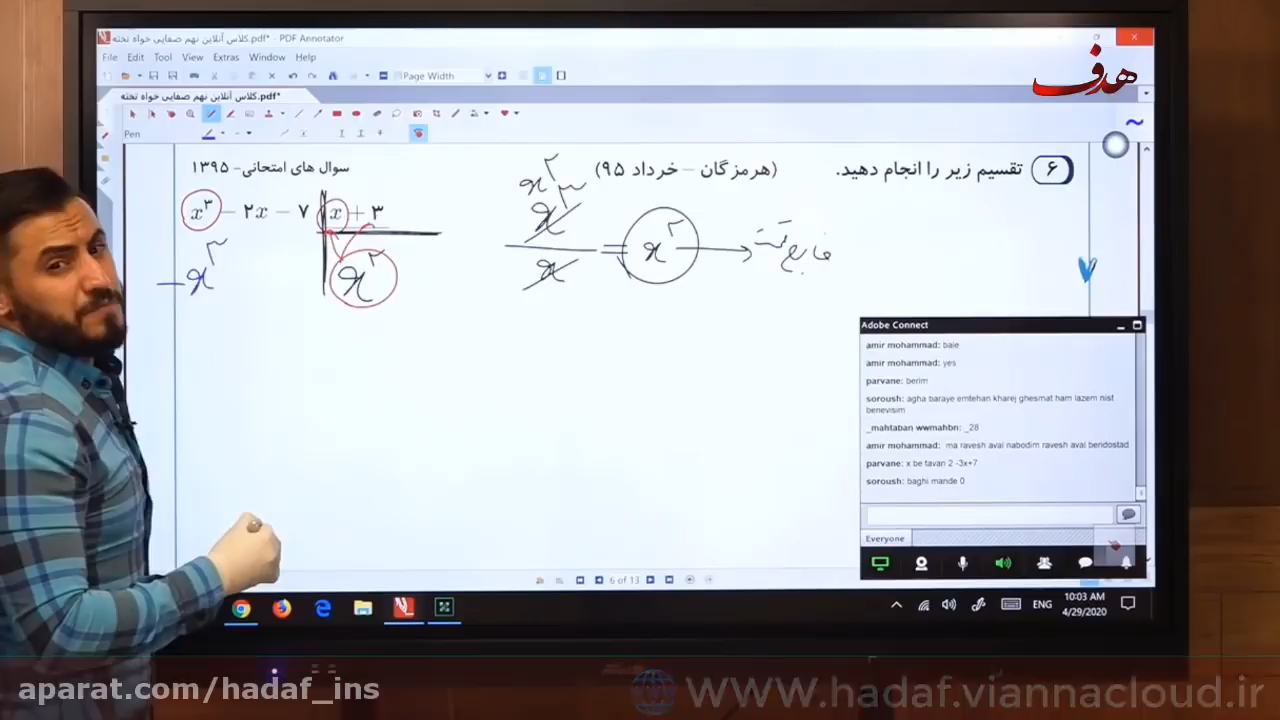 کلاس آنلاین نهم صفایی خواه تخته.pdf* - PDF Annotator
File Edit Tool View Extras Window Help
Page Width
کلاس آنلاین نهم صفایی خواه تخته.pdf*
Pen
هدف
سوال های امتحانی- ۱۳۹۵
۶ تقسیم زیر را انجام دهید. (هرمزگان – خرداد ۹۵)
x³ – ۲x – ۷ | x + ۳
x²
–x³
x³ / x = x² → خارج قسمت
x²
Adobe Connect
amir mohammad: bale
amir mohammad: yes
parvane: berim
soroush: agha baraye emtehan kharej ghesmat ham lazem nist
benevisim
_mahtaban wwmahbn: _28
amir mohammad: ma ravesh aval nabodim ravesh aval beridostad
parvane: x be tavan 2 -3x+7
soroush: baghi mande 0
Everyone
6 of 13
ENG
10:03 AM
4/29/2020
aparat.com/hadaf_ins
WWW.hadaf.viannacloud.ir